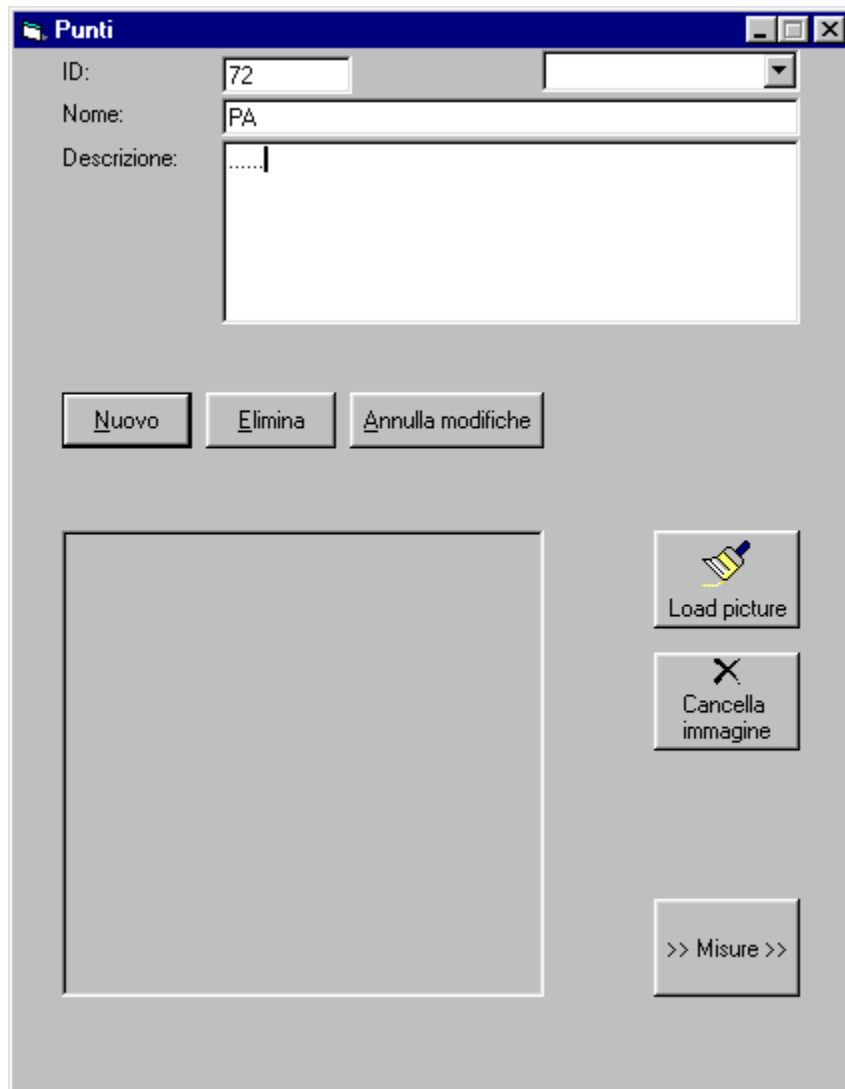 Punti
ID: 72
Nome: PA
Descrizione: ......
Nuovo Elimina Annulla modifiche
Load picture
Cancella
immagine
>> Misure >>